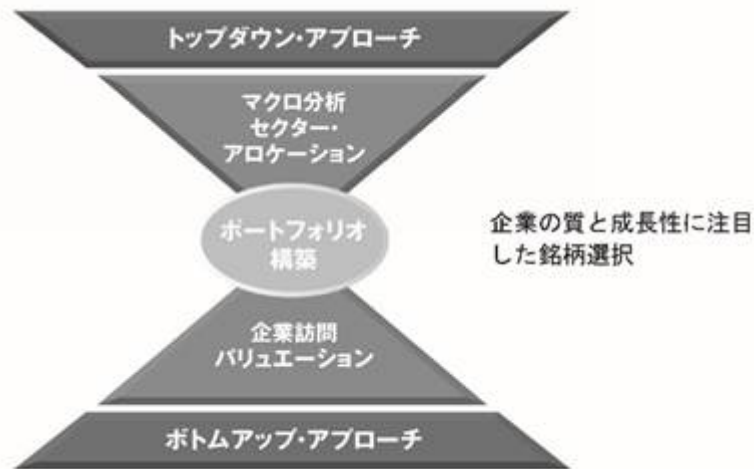 トップダウン・アプローチ
マクロ分析
セクター・
アロケーション
ポートフォリオ
構築
企業の質と成長性に注目
した銘柄選択
企業訪問
バリュエーション
ボトムアップ・アプローチ